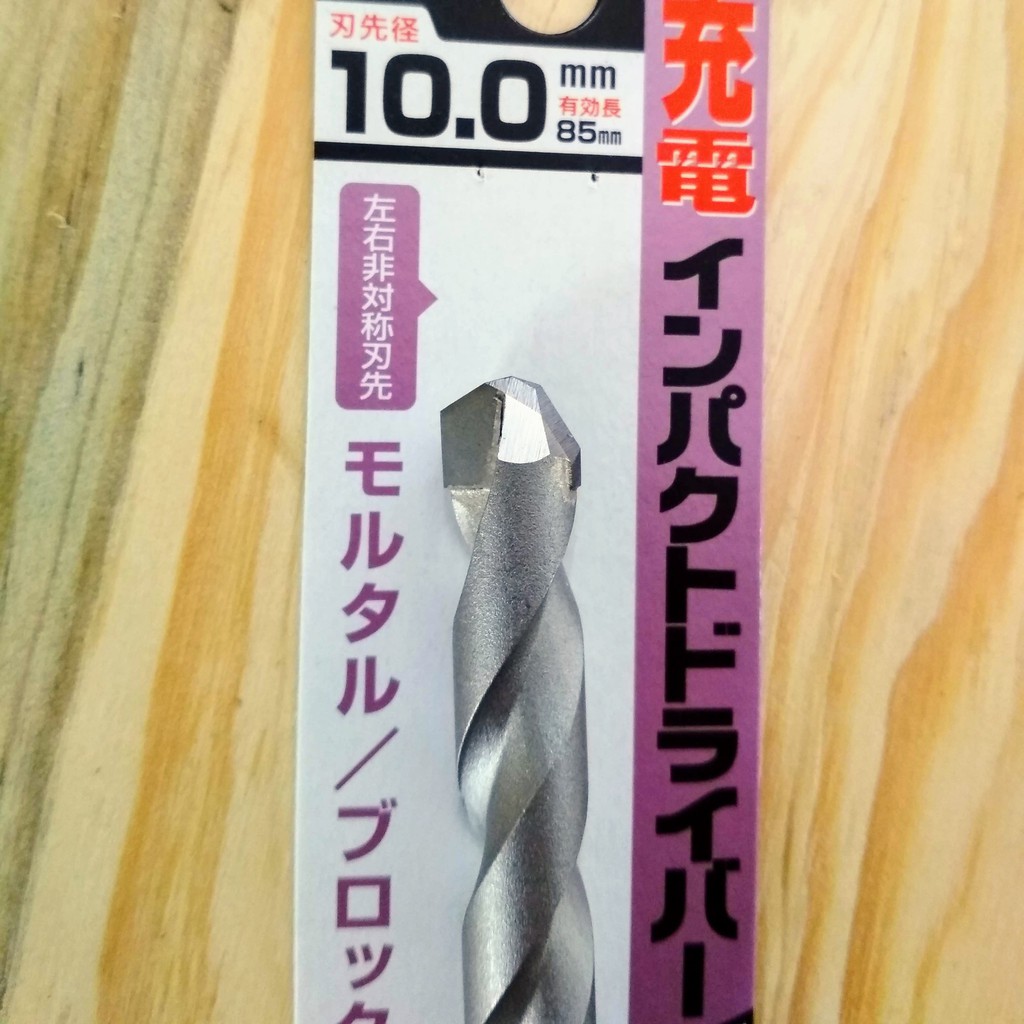 刃先径
10.0 mm
有効長
85mm
左右非対称刃先
モルタル/ブロック
充電
インパクトドライバー